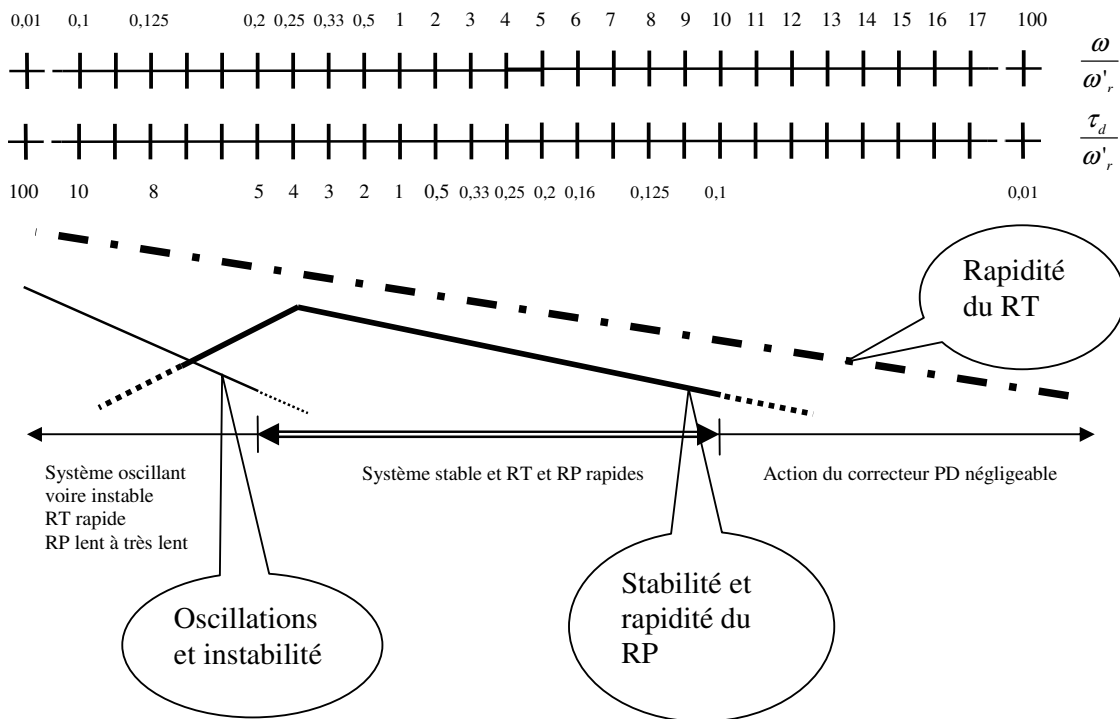 0,01 0,1 0,125 0,2 0,25 0,33 0,5 1 2 3 4 5 6 7 8 9 10 11 12 13 14 15 16 17 100
ω
ω'r
τd
ω'r
100 10 8 5 4 3 2 1 0,5 0,33 0,25 0,2 0,16 0,125 0,1 0,01
Rapidité
du RT
Système oscillant
voire instable
RT rapide
RP lent à très lent
Système stable et RT et RP rapides
Action du correcteur PD négligeable
Oscillations
et instabilité
Stabilité et
rapidité du
RP